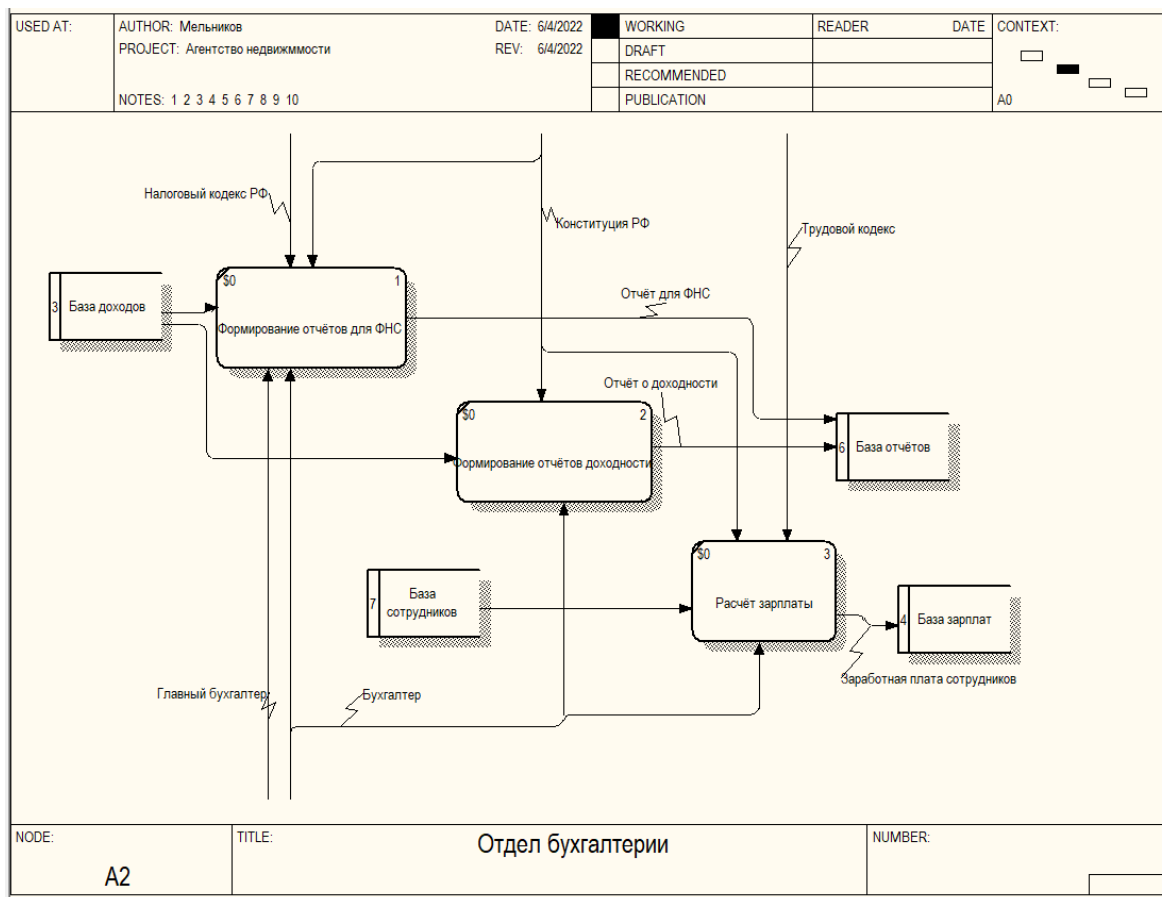 USED AT:
AUTHOR: Мельников
DATE: 6/4/2022
WORKING
READER
DATE
CONTEXT:
PROJECT: Агентство недвижммости
REV: 6/4/2022
DRAFT
RECOMMENDED
NOTES: 1 2 3 4 5 6 7 8 9 10
PUBLICATION
A0
Налоговый кодекс РФ
Конституция РФ
Трудовой кодекс
$0
1
3
База доходов
Формирование отчётов для ФНС
Отчёт для ФНС
Отчёт о доходности
$0
2
Формирование отчётов доходности
6
База отчётов
$0
3
7
База
сотрудников
Расчёт зарплаты
4
База зарплат
Заработная плата сотрудников
Главный бухгалтер
Бухгалтер
NODE:
TITLE:
Отдел бухгалтерии
NUMBER:
A2